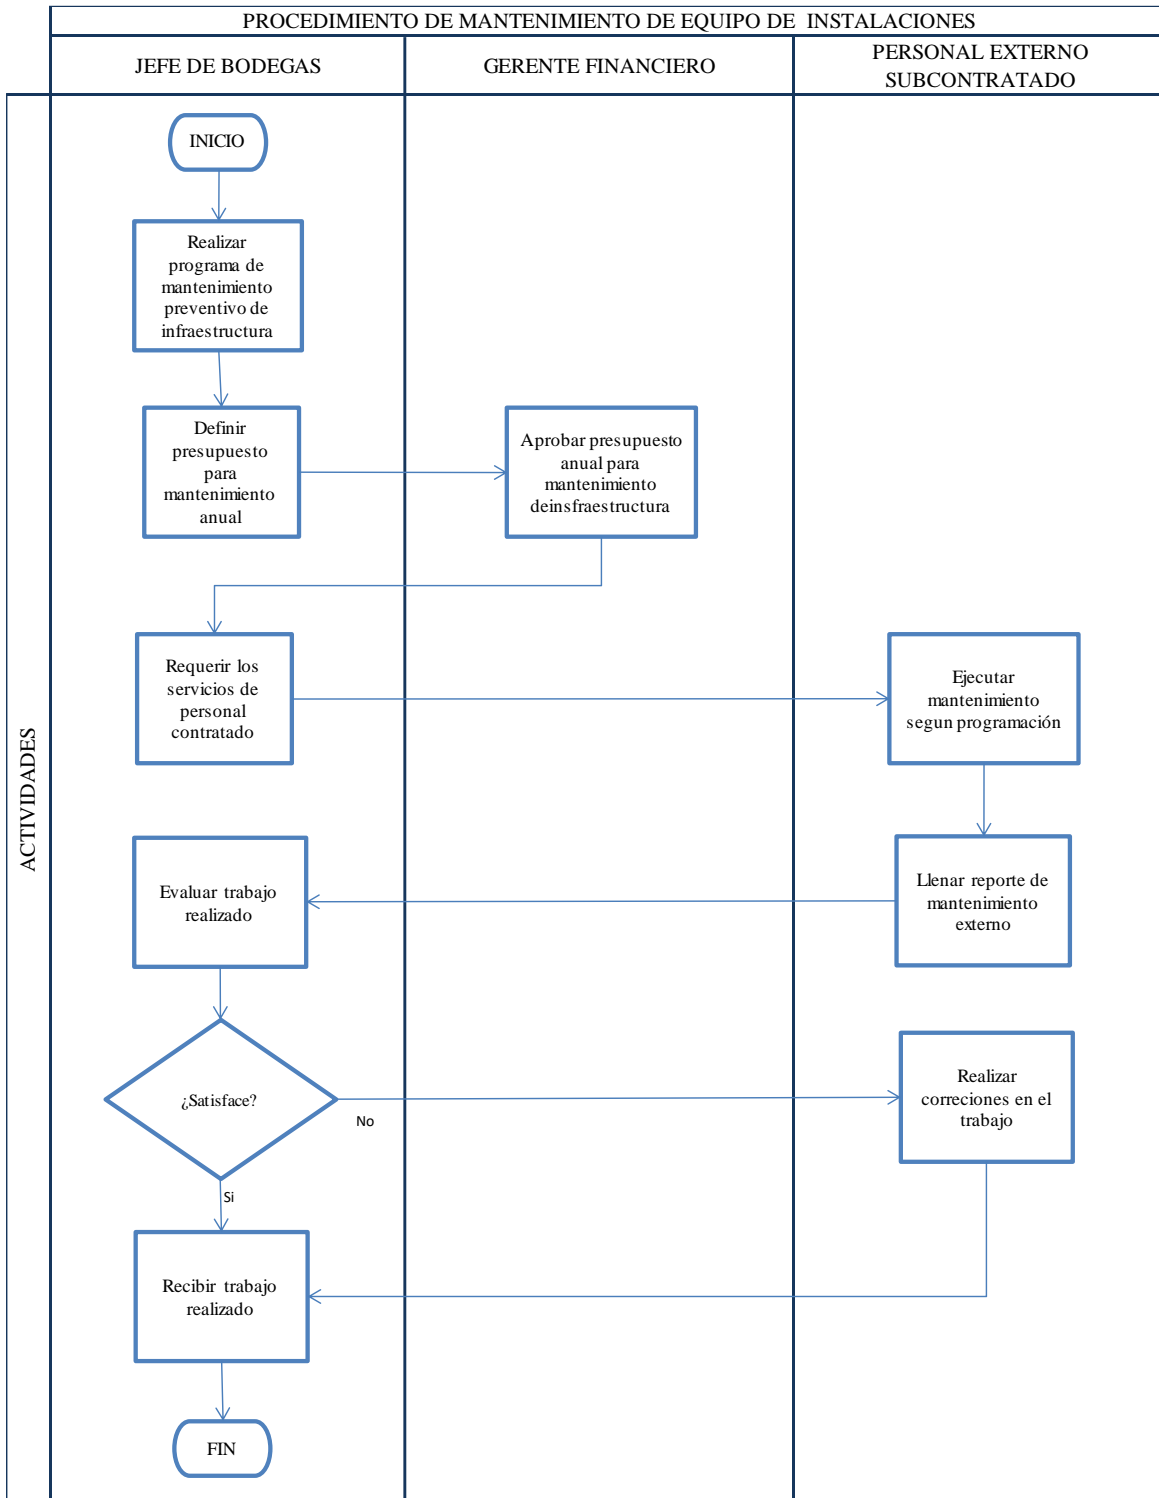 PROCEDIMIENTO DE MANTENIMIENTO DE EQUIPO DE INSTALACIONES
JEFE DE BODEGAS
GERENTE FINANCIERO
PERSONAL EXTERNO
SUBCONTRATADO
ACTIVIDADES
INICIO
Realizar
programa de
mantenimiento
preventivo de
infraestructura
Definir
presupuesto
para
mantenimiento
anual
Aprobar presupuesto
anual para
mantenimiento
deinsfraestructura
Requerir los
servicios de
personal
contratado
Ejecutar
mantenimiento
segun programación
Evaluar trabajo
realizado
Llenar reporte de
mantenimiento
externo
¿Satisface?
No
Realizar
correciones en el
trabajo
Si
Recibir trabajo
realizado
FIN